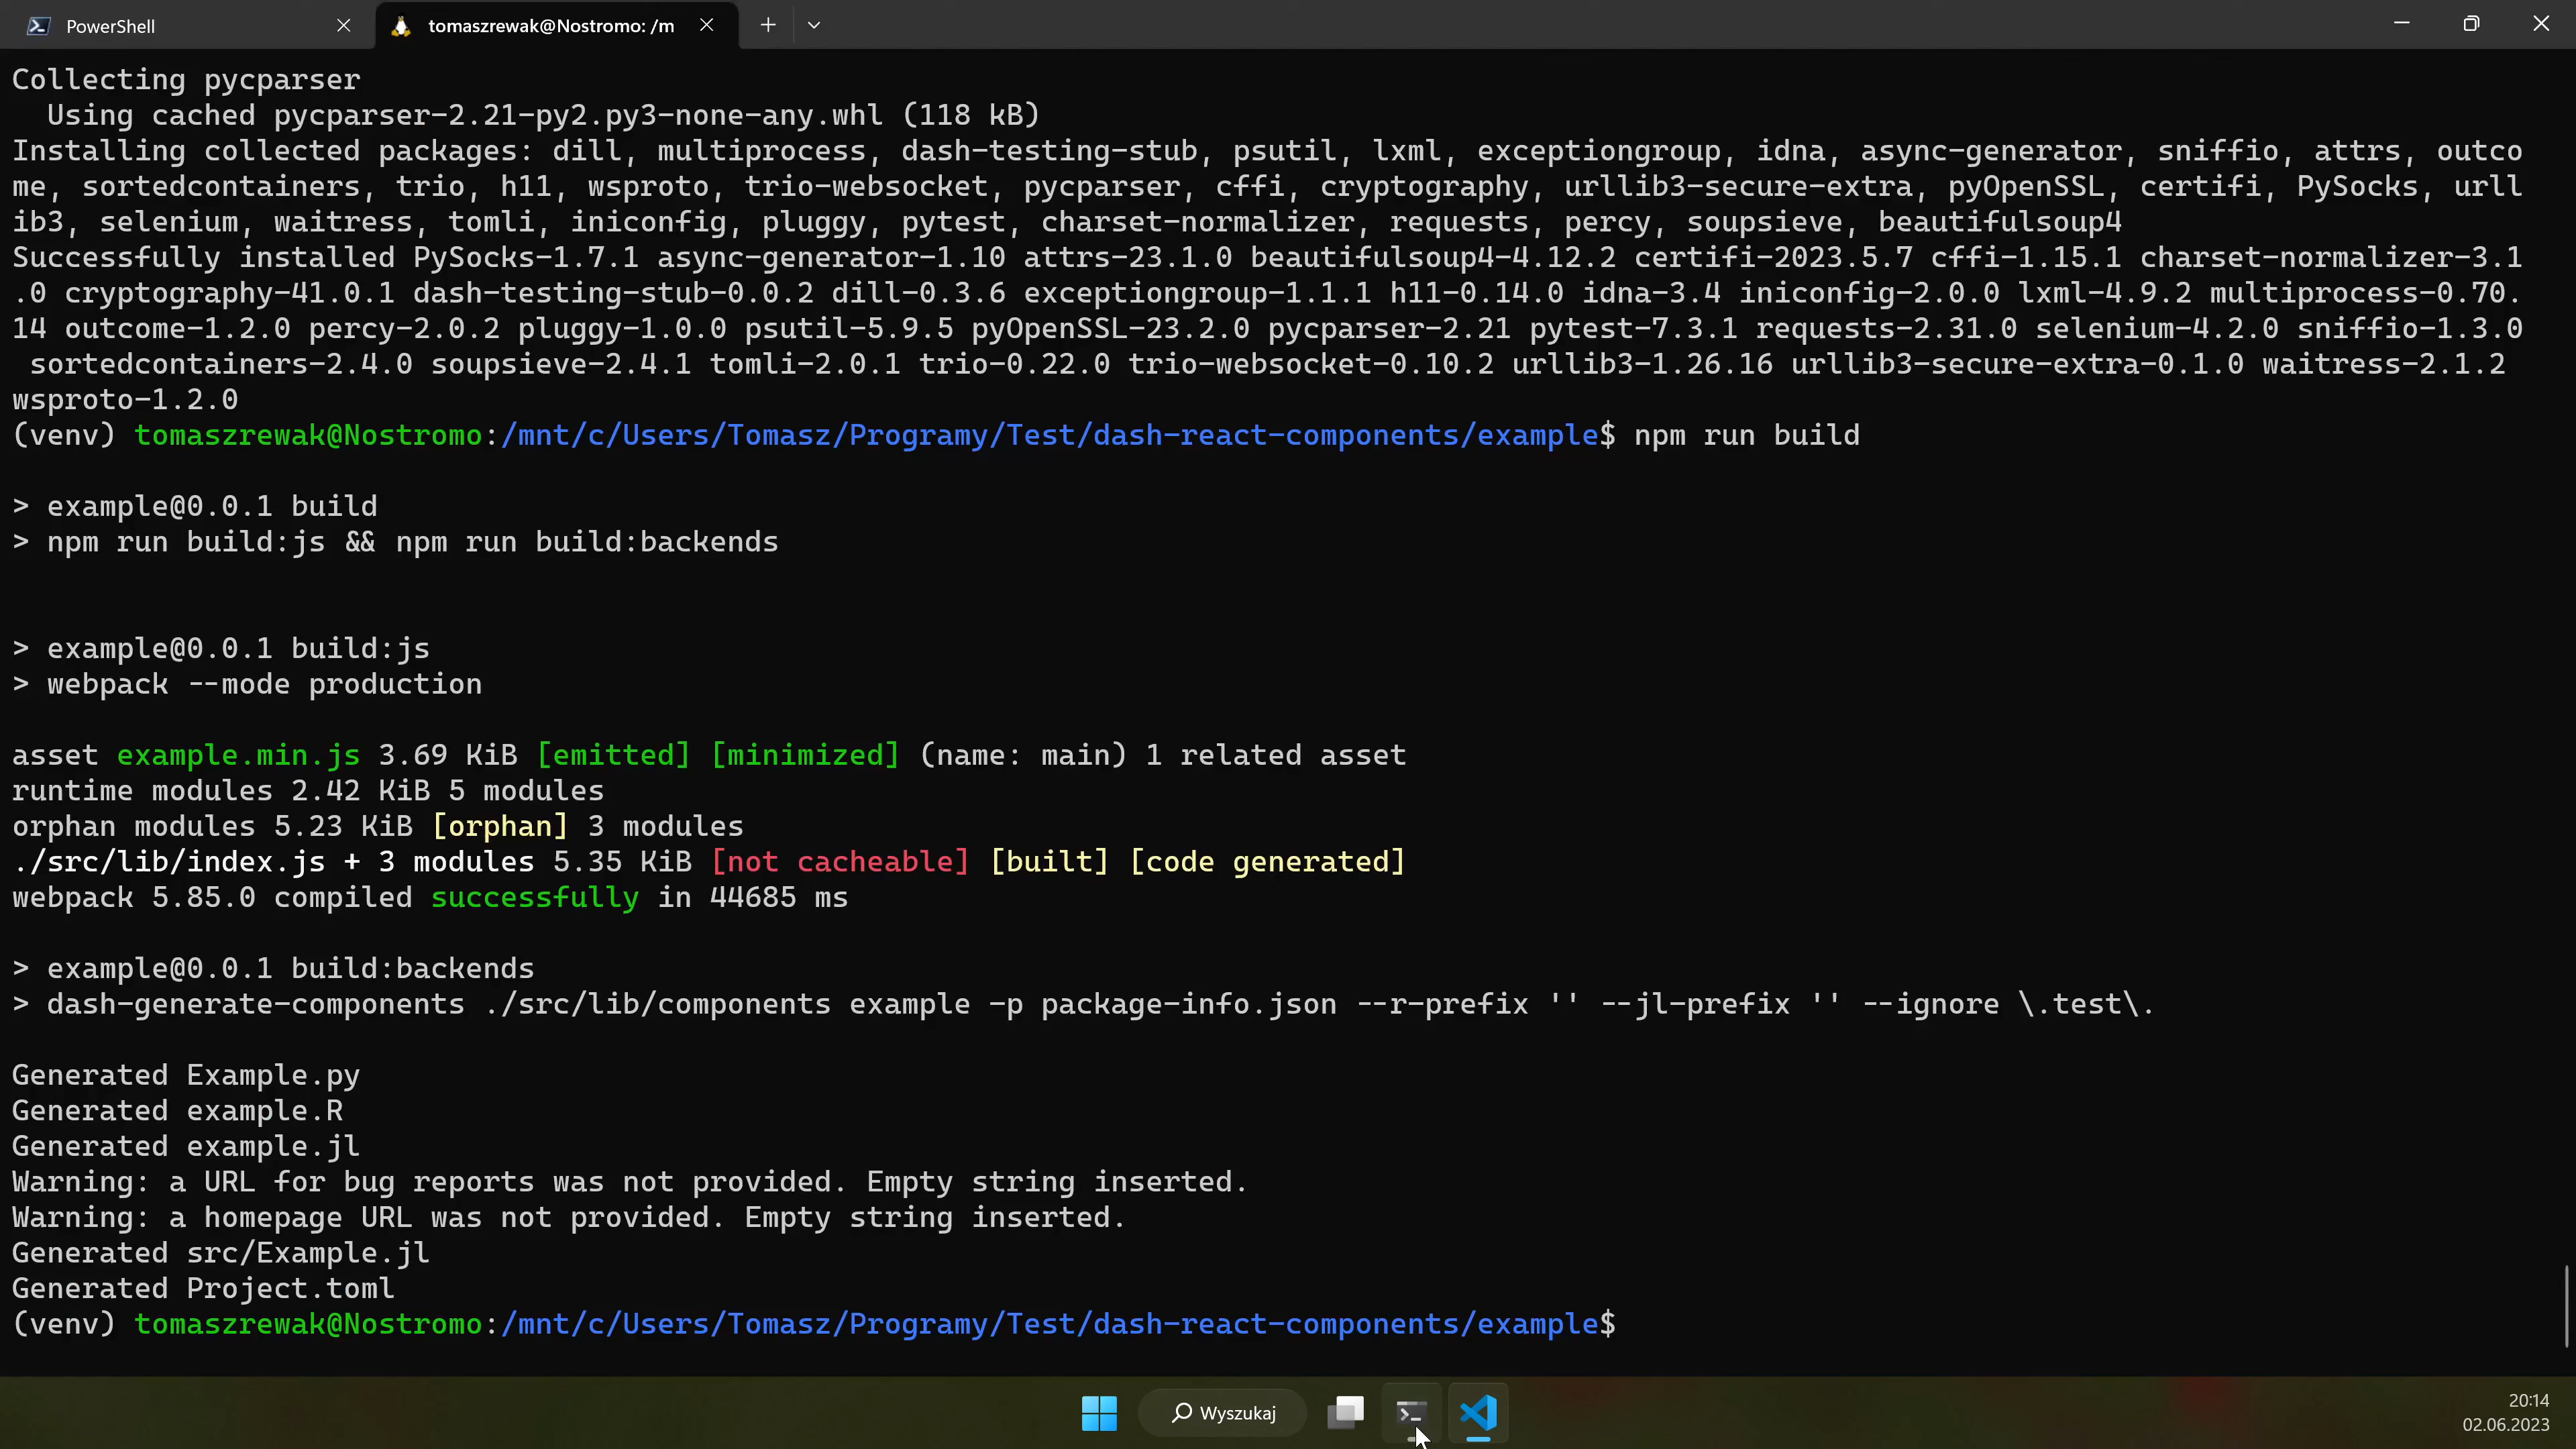 PowerShell
tomaszrewak@Nostromo: /m
Collecting pycparser
  Using cached pycparser-2.21-py2.py3-none-any.whl (118 kB)
Installing collected packages: dill, multiprocess, dash-testing-stub, psutil, lxml, exceptiongroup, idna, async-generator, sniffio, attrs, outco
me, sortedcontainers, trio, h11, wsproto, trio-websocket, pycparser, cffi, cryptography, urllib3-secure-extra, pyOpenSSL, certifi, PySocks, urll
ib3, selenium, waitress, tomli, iniconfig, pluggy, pytest, charset-normalizer, requests, percy, soupsieve, beautifulsoup4
Successfully installed PySocks-1.7.1 async-generator-1.10 attrs-23.1.0 beautifulsoup4-4.12.2 certifi-2023.5.7 cffi-1.15.1 charset-normalizer-3.1
.0 cryptography-41.0.1 dash-testing-stub-0.0.2 dill-0.3.6 exceptiongroup-1.1.1 h11-0.14.0 idna-3.4 iniconfig-2.0.0 lxml-4.9.2 multiprocess-0.70.
14 outcome-1.2.0 percy-2.0.2 pluggy-1.0.0 psutil-5.9.5 pyOpenSSL-23.2.0 pycparser-2.21 pytest-7.3.1 requests-2.31.0 selenium-4.2.0 sniffio-1.3.0
 sortedcontainers-2.4.0 soupsieve-2.4.1 tomli-2.0.1 trio-0.22.0 trio-websocket-0.10.2 urllib3-1.26.16 urllib3-secure-extra-0.1.0 waitress-2.1.2
wsproto-1.2.0
(venv) tomaszrewak@Nostromo:/mnt/c/Users/Tomasz/Programy/Test/dash-react-components/example$ npm run build
> example@0.0.1 build
> npm run build:js && npm run build:backends
> example@0.0.1 build:js
> webpack --mode production
asset example.min.js 3.69 KiB [emitted] [minimized] (name: main) 1 related asset
runtime modules 2.42 KiB 5 modules
orphan modules 5.23 KiB [orphan] 3 modules
./src/lib/index.js + 3 modules 5.35 KiB [not cacheable] [built] [code generated]
webpack 5.85.0 compiled successfully in 44685 ms
> example@0.0.1 build:backends
> dash-generate-components ./src/lib/components example -p package-info.json --r-prefix '' --jl-prefix '' --ignore \.test\.
Generated Example.py
Generated example.R
Generated example.jl
Warning: a URL for bug reports was not provided. Empty string inserted.
Warning: a homepage URL was not provided. Empty string inserted.
Generated src/Example.jl
Generated Project.toml
(venv) tomaszrewak@Nostromo:/mnt/c/Users/Tomasz/Programy/Test/dash-react-components/example$
Wyszukaj
20:14
02.06.2023